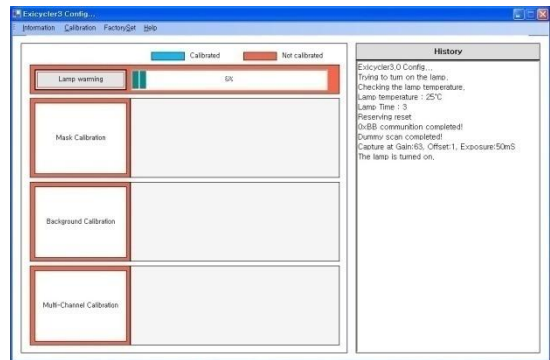 Exicycler3 Config...
Information Calibration FactorySet Help
Calibrated Not calibrated
Lamp warming 6%
Mask Calibration
Background Calibration
Multi-Channel Calibration
History
Exicycler3,0 Config...
Trying to turn on the lamp,
Checking the lamp temperature,
Lamp temperature : 25℃
Lamp Time : 3
Reserving reset
0xBB communition completed!
Dummy scan completed!
Capture at Gain:63, Offset:1, Exposure:50mS
The lamp is turned on,